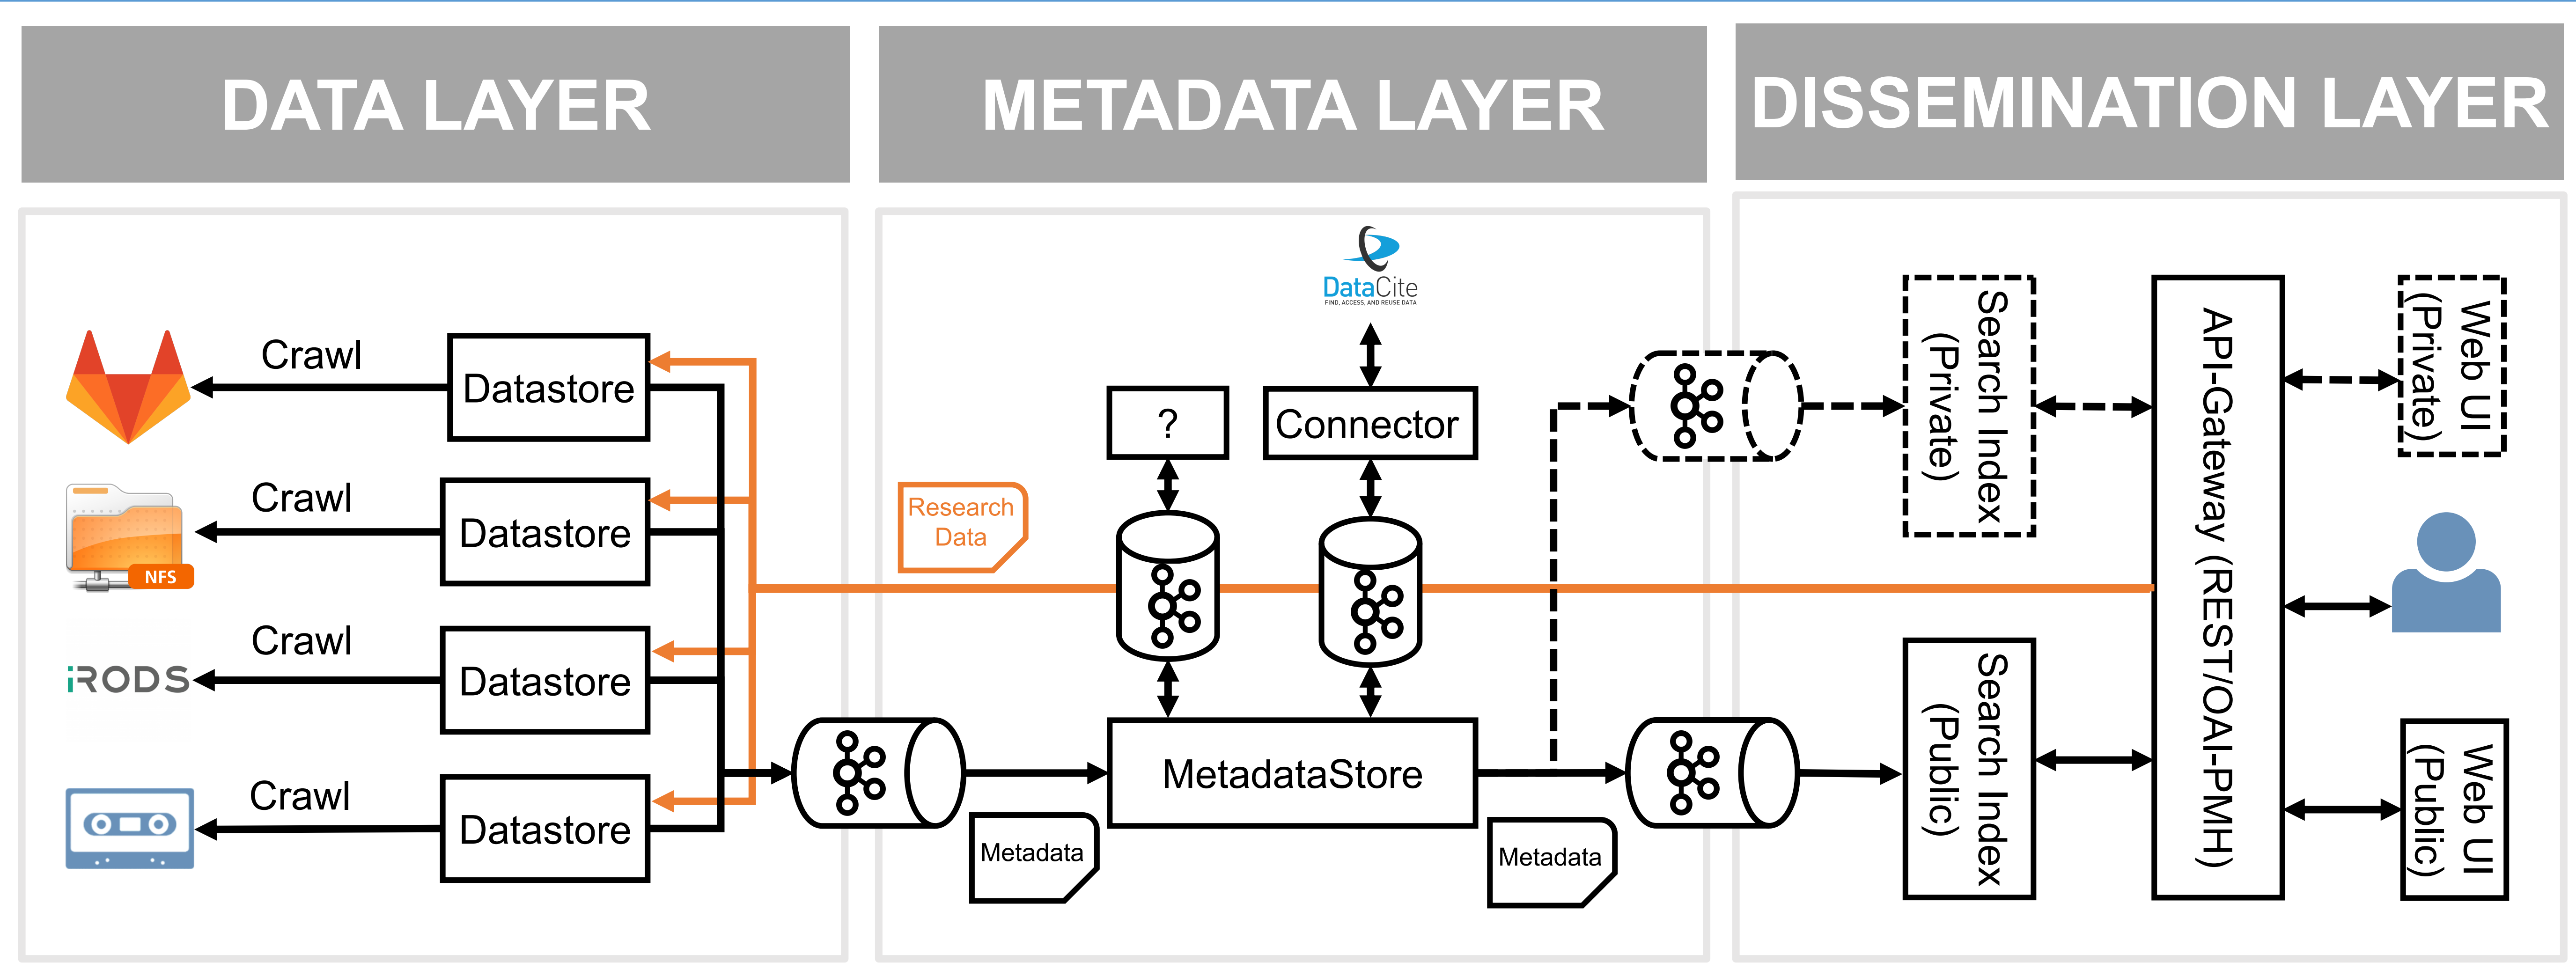 DATA LAYER
METADATA LAYER
DISSEMINATION LAYER
Crawl
Datastore
Crawl
Datastore
NFS
Crawl
Datastore
iRODS
Crawl
Datastore
Research
Data
DataCite
FIND, ACCESS, AND REUSE DATA
?
Connector
MetadataStore
Metadata
Metadata
Search Index
(Private)
Search Index
(Public)
API-Gateway (REST/OAI-PMH)
Web UI
(Private)
Web UI
(Public)